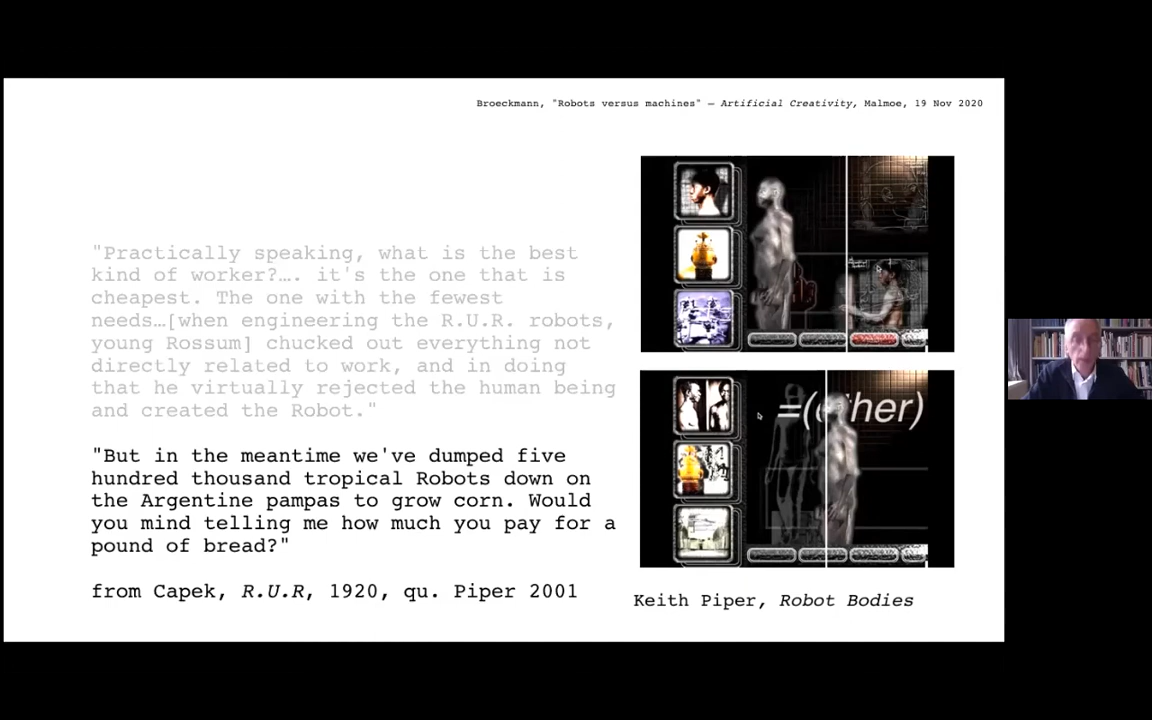 Broeckmann, "Robots versus machines" – Artificial Creativity, Malmoe, 19 Nov 2020
"Practically speaking, what is the best
kind of worker?…. it's the one that is
cheapest. The one with the fewest
needs…[when engineering the R.U.R. robots,
young Rossum] chucked out everything not
directly related to work, and in doing
that he virtually rejected the human being
and created the Robot."
"But in the meantime we've dumped five
hundred thousand tropical Robots down on
the Argentine pampas to grow corn. Would
you mind telling me how much you pay for a
pound of bread?"
from Capek, R.U.R, 1920, qu. Piper 2001
=(other)
Keith Piper, Robot Bodies